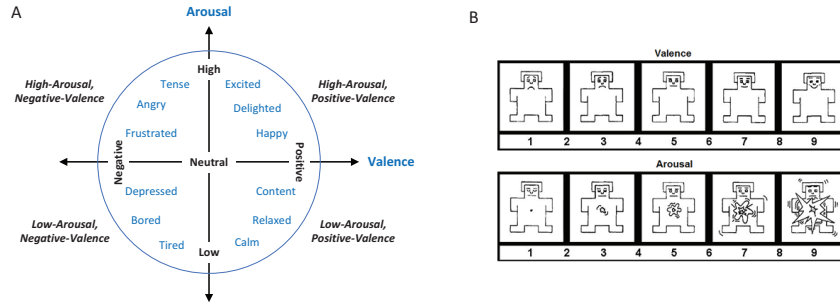 A
Arousal
High
High-Arousal,
Negative-Valence
Tense
Excited
High-Arousal,
Positive-Valence
Angry
Delighted
Frustrated
Happy
Negative
Neutral
Positive
Valence
Depressed
Content
Low-Arousal,
Negative-Valence
Bored
Relaxed
Low-Arousal,
Positive-Valence
Tired
Low
Calm
B
Valence
1 2 3 4 5 6 7 8 9
Arousal
1 2 3 4 5 6 7 8 9